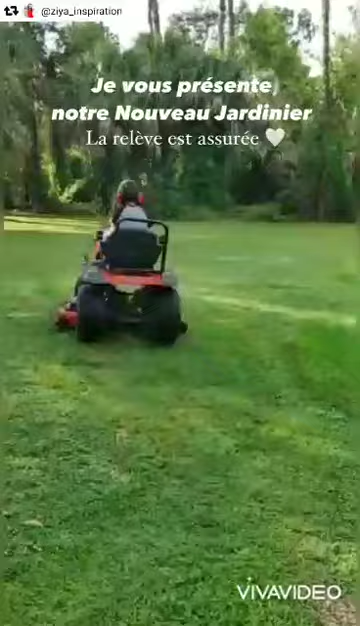 @ziya_inspiration
Je vous présente
notre Nouveau Jardinier
La relève est assurée 🤍
VIVAVIDEO